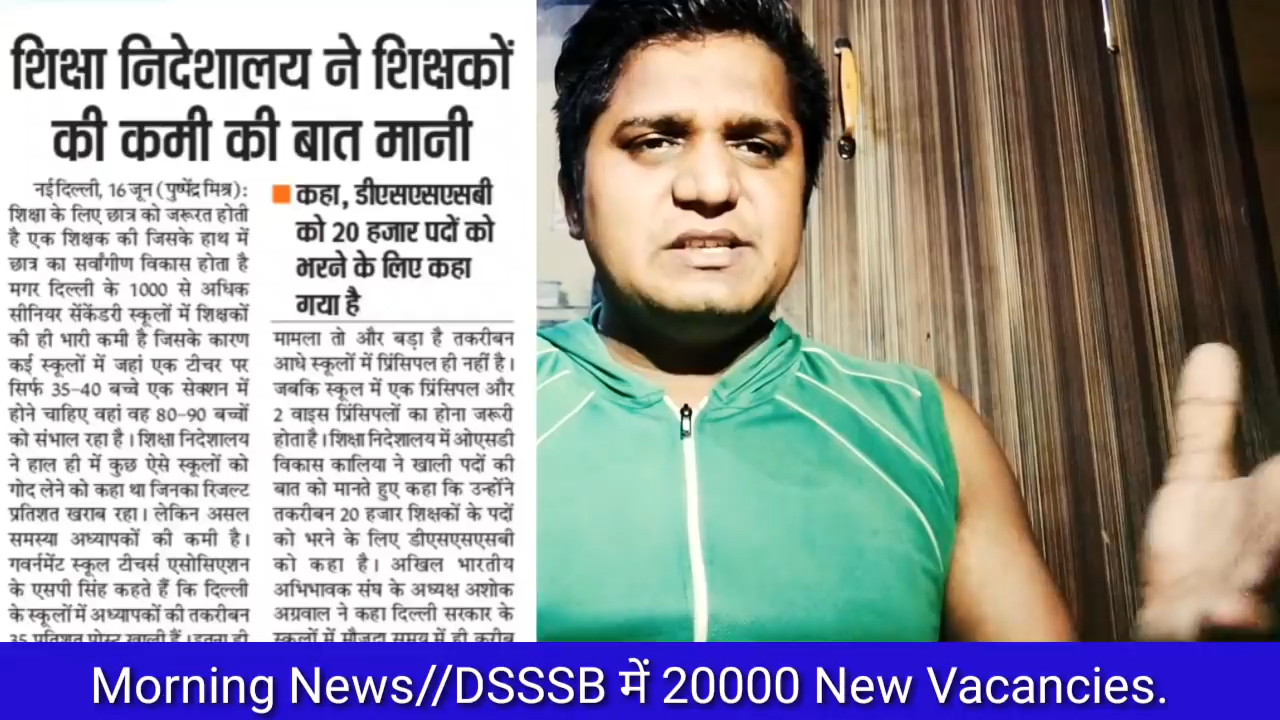 शिक्षा निदेशालय ने शिक्षकों
की कमी की बात मानी
नई दिल्ली, 16 जून (पुष्पेंद्र मिश्र):
शिक्षा के लिए छात्र को जरूरत होती
है एक शिक्षक की जिसके हाथ में
छात्र का सर्वांगीण विकास होता है
मगर दिल्ली के 1000 से अधिक
सीनियर सेंकेंडरी स्कूलों में शिक्षकों
की ही भारी कमी है जिसके कारण
कई स्कूलों में जहां एक टीचर पर
सिर्फ 35-40 बच्चे एक सेक्शन में
होने चाहिए वहां वह 80-90 बच्चों
को संभाल रहा है। शिक्षा निदेशालय
ने हाल ही में कुछ ऐसे स्कूलों को
गोद लेने को कहा था जिनका रिजल्ट
प्रतिशत खराब रहा। लेकिन असल
समस्या अध्यापकों की कमी है।
गवर्नमेंट स्कूल टीचर्स एसोसिएशन
के एसपी सिंह कहते हैं कि दिल्ली
के स्कूलों में अध्यापकों की तकरीबन
35 प्रतिशत पोस्ट खाली हैं। इतना ही
कहा, डीएसएसएसबी
को 20 हजार पदों को
भरने के लिए कहा
गया है
मामला तो और बड़ा है तकरीबन
आधे स्कूलों में प्रिंसिपल ही नहीं है।
जबकि स्कूल में एक प्रिंसिपल और
2 वाइस प्रिंसिपलों का होना जरूरी
होता है। शिक्षा निदेशालय में ओएसडी
विकास कालिया ने खाली पदों की
बात को मानते हुए कहा कि उन्होंने
तकरीबन 20 हजार शिक्षकों के पदों
को भरने के लिए डीएसएसएसबी
को कहा है। अखिल भारतीय
अभिभावक संघ के अध्यक्ष अशोक
अग्रवाल ने कहा दिल्ली सरकार के
स्कूलों में मौजूदा समय में ही करीब
Morning News//DSSSB में 20000 New Vacancies.